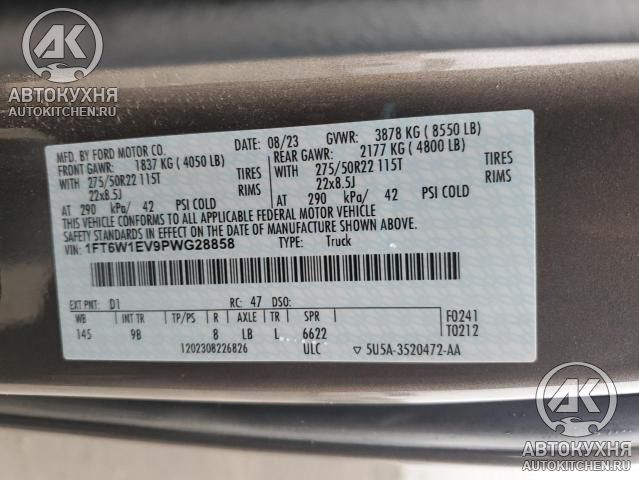 AK
АВТОКУХНЯ
AUTOKITCHEN.RU
MFD. BY FORD MOTOR CO. DATE: 08/23 GVWR: 3878 KG ( 8550 LB)
FRONT GAWR: 1837 KG ( 4050 LB) REAR GAWR: 2177 KG ( 4800 LB)
WITH 275/50R22 115T TIRES WITH 275/50R22 115T TIRES
22x8.5J RIMS 22x8.5J RIMS
AT 290 kPa/ 42 PSI COLD AT 290 kPa/ 42 PSI COLD
THIS VEHICLE CONFORMS TO ALL APPLICABLE FEDERAL MOTOR VEHICLE
SAFETY STANDARDS IN EFFECT ON THE DATE OF MANUFACTURE SHOWN ABOVE.
VIN: 1FT6W1EV9PWG28858 TYPE: Truck
EXT PNT: D1 RC: 47 DSO:
WB INT TR TP/PS R AXLE TR SPR F0241
145 9B 8 LB L 6622 T0212
1202308226826 ULC ▽ 5U5A-3520472-AA
AK
АВТОКУХНЯ
AUTOKITCHEN.RU